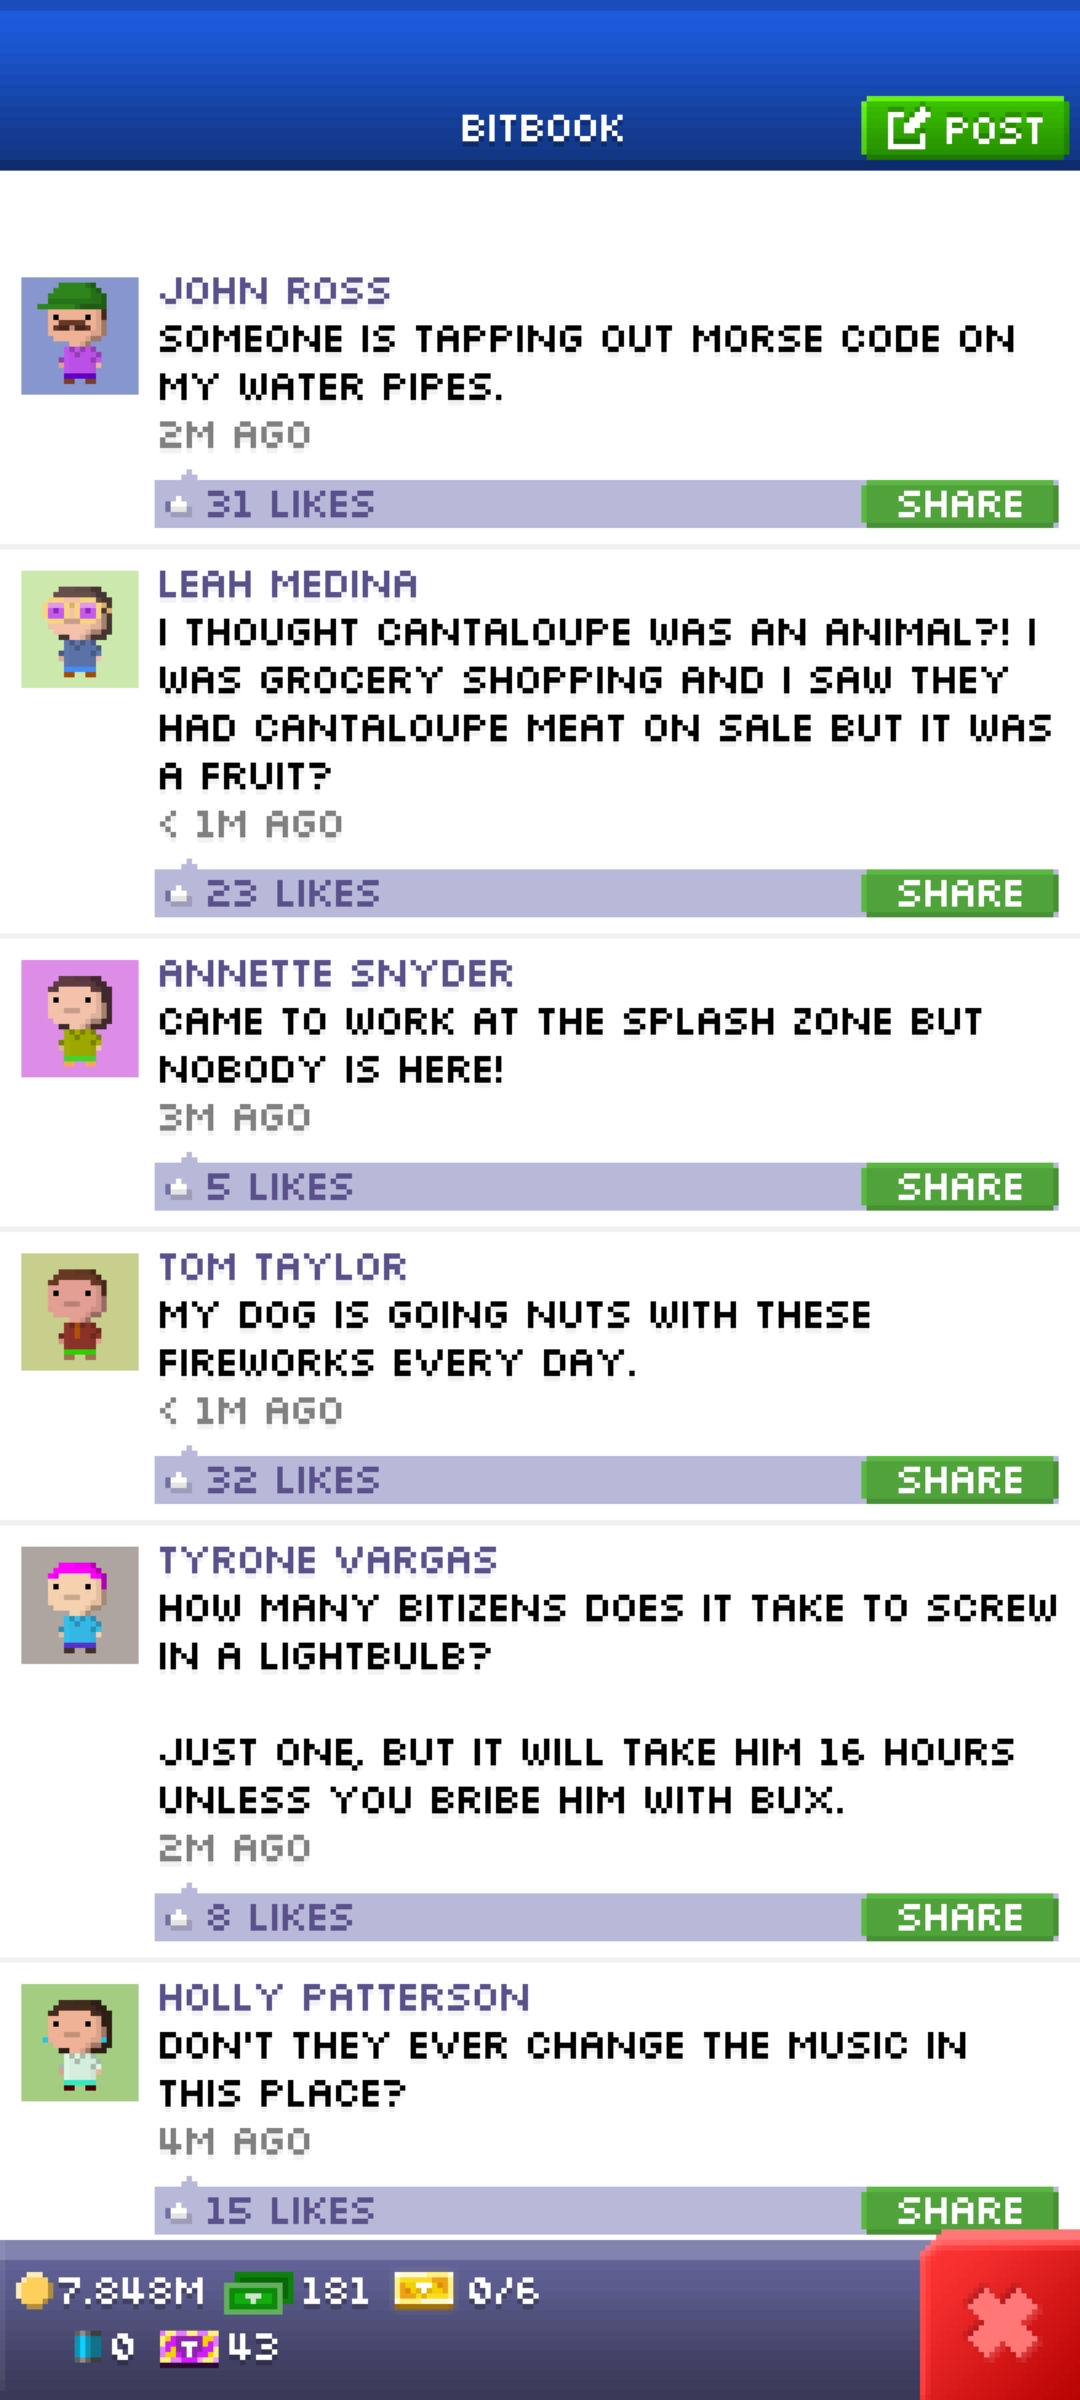 BITBOOK
POST
JOHN ROSS
SOMEONE IS TAPPING OUT MORSE CODE ON
MY WATER PIPES.
2M AGO
31 LIKES
SHARE
LEAH MEDINA
I THOUGHT CANTALOUPE WAS AN ANIMAL?! I
WAS GROCERY SHOPPING AND I SAW THEY
HAD CANTALOUPE MEAT ON SALE BUT IT WAS
A FRUIT?
< 1M AGO
23 LIKES
SHARE
ANNETTE SNYDER
CAME TO WORK AT THE SPLASH ZONE BUT
NOBODY IS HERE!
3M AGO
5 LIKES
SHARE
TOM TAYLOR
MY DOG IS GOING NUTS WITH THESE
FIREWORKS EVERY DAY.
< 1M AGO
32 LIKES
SHARE
TYRONE VARGAS
HOW MANY BITIZENS DOES IT TAKE TO SCREW
IN A LIGHTBULB?
JUST ONE, BUT IT WILL TAKE HIM 16 HOURS
UNLESS YOU BRIBE HIM WITH BUX.
2M AGO
8 LIKES
SHARE
HOLLY PATTERSON
DON'T THEY EVER CHANGE THE MUSIC IN
THIS PLACE?
4M AGO
15 LIKES
SHARE
7.848M 181 0/6
0 T 43